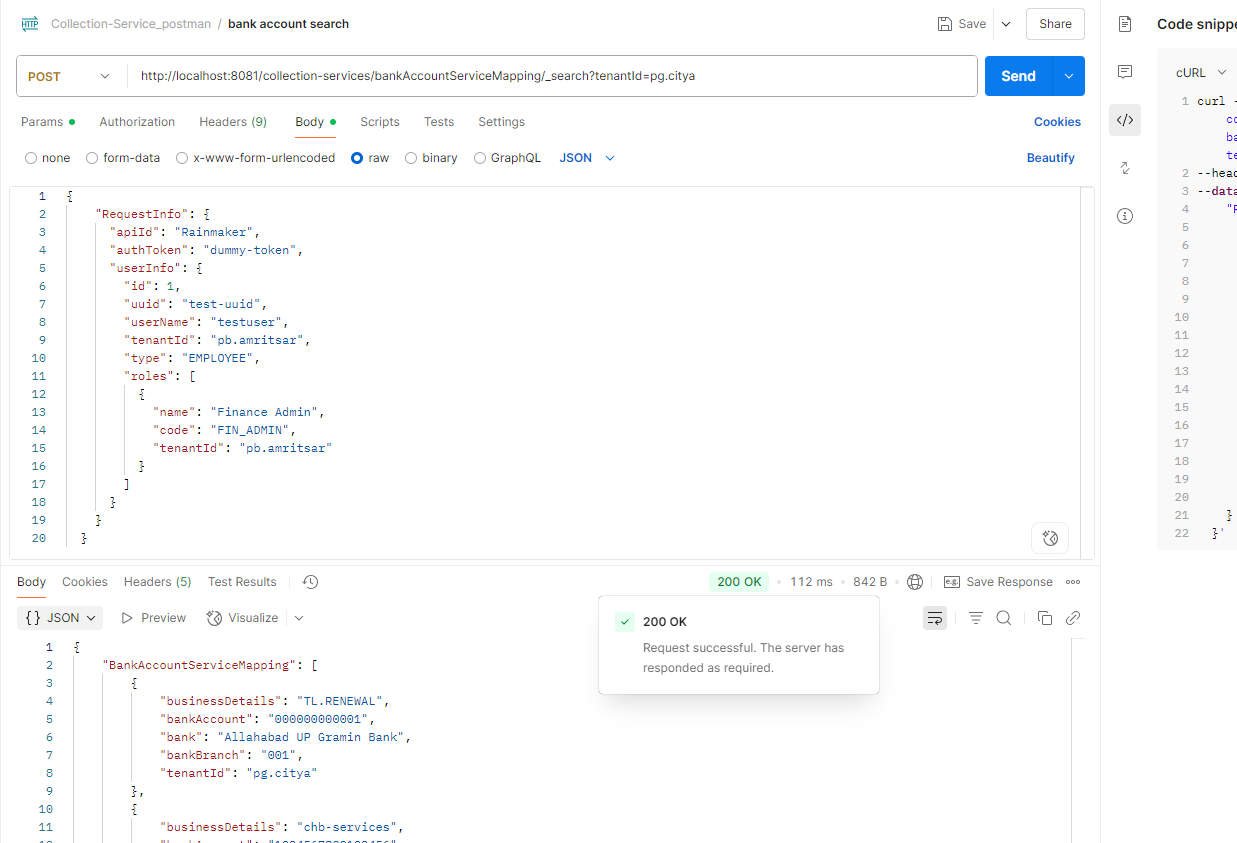 HTTP Collection-Service_postman / bank account search
Save
Share
POST http://localhost:8081/collection-services/bankAccountServiceMapping/_search?tenantId=pg.citya
Send
Params Authorization Headers (9) Body Scripts Tests Settings Cookies
none form-data x-www-form-urlencoded raw binary GraphQL JSON Beautify
1 {
2 "RequestInfo": {
3 "apiId": "Rainmaker",
4 "authToken": "dummy-token",
5 "userInfo": {
6 "id": 1,
7 "uuid": "test-uuid",
8 "userName": "testuser",
9 "tenantId": "pb.amritsar",
10 "type": "EMPLOYEE",
11 "roles": [
12 {
13 "name": "Finance Admin",
14 "code": "FIN_ADMIN",
15 "tenantId": "pb.amritsar"
16 }
17 ]
18 }
19 }
20 }
Body Cookies Headers (5) Test Results
200 OK • 112 ms • 842 B •
e.g. Save Response
{} JSON Preview Visualize
200 OK
Request successful. The server has
responded as required.
1 {
2 "BankAccountServiceMapping": [
3 {
4 "businessDetails": "TL.RENEWAL",
5 "bankAccount": "000000000001",
6 "bank": "Allahabad UP Gramin Bank",
7 "bankBranch": "001",
8 "tenantId": "pg.citya"
9 },
10 {
11 "businessDetails": "chb-services",
Code snippe
cURL
1 curl -
co
ba
te
2 --head
3 --data
4 "R
5
6
7
8
9
10
11
12
13
14
15
16
17
18
19
20
21 }
22 }'